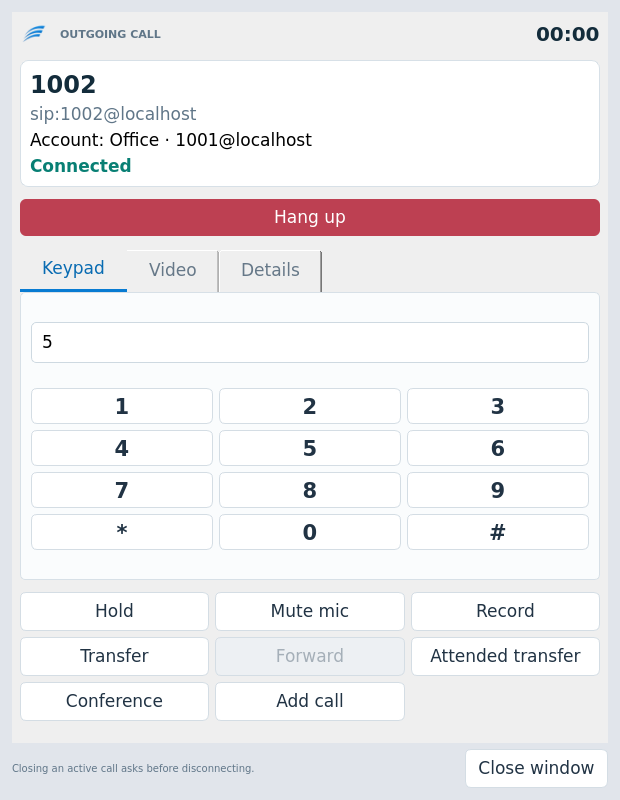 OUTGOING CALL 00:00
1002
sip:1002@localhost
Account: Office · 1001@localhost
Connected
Hang up
Keypad Video Details
5
1 2 3
4 5 6
7 8 9
* 0 #
Hold Mute mic Record
Transfer Forward Attended transfer
Conference Add call
Closing an active call asks before disconnecting. Close window